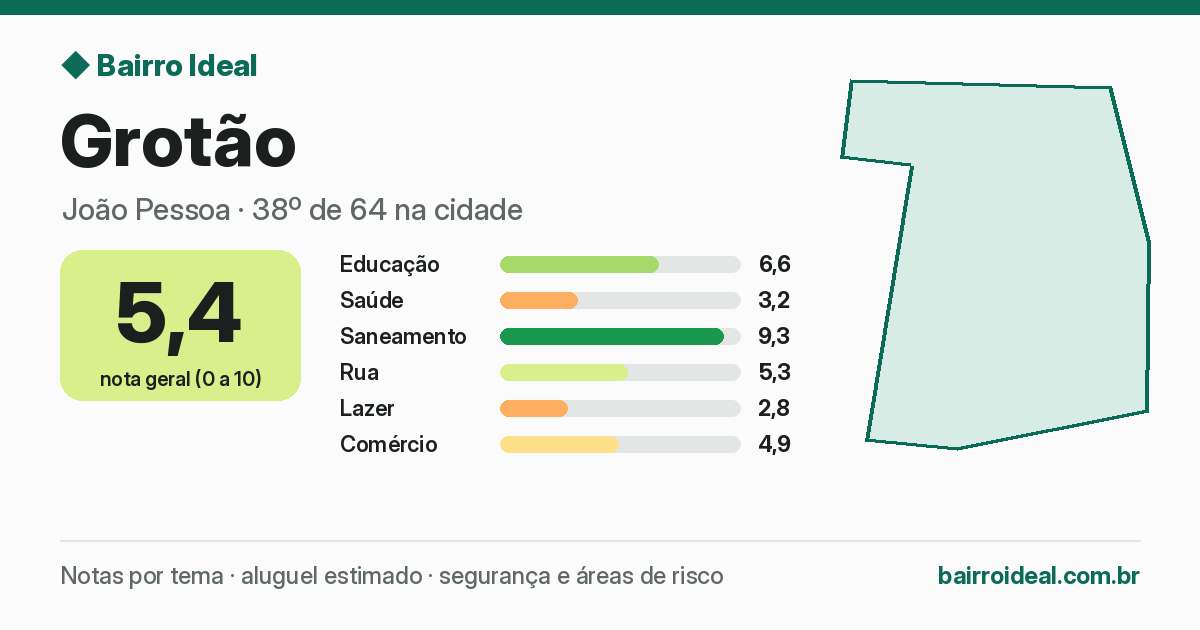 Bairro Ideal
Grotão
João Pessoa · 38º de 64 na cidade
5,4
nota geral (0 a 10)
Educação 6,6
Saúde 3,2
Saneamento 9,3
Rua 5,3
Lazer 2,8
Comércio 4,9
Notas por tema · aluguel estimado · segurança e áreas de risco
bairroideal.com.br